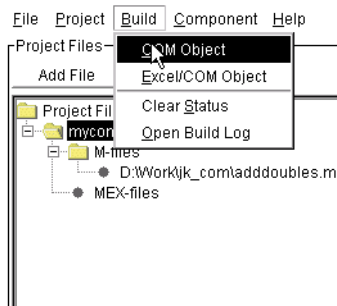 File Project Build Component Help
Project Files
COM Object
Add File
Excel/COM Object
Clear Status
Open Build Log
Project Fil
mycon
M-files
D:\Work\jk_com\adddoubles.m
MEX-files